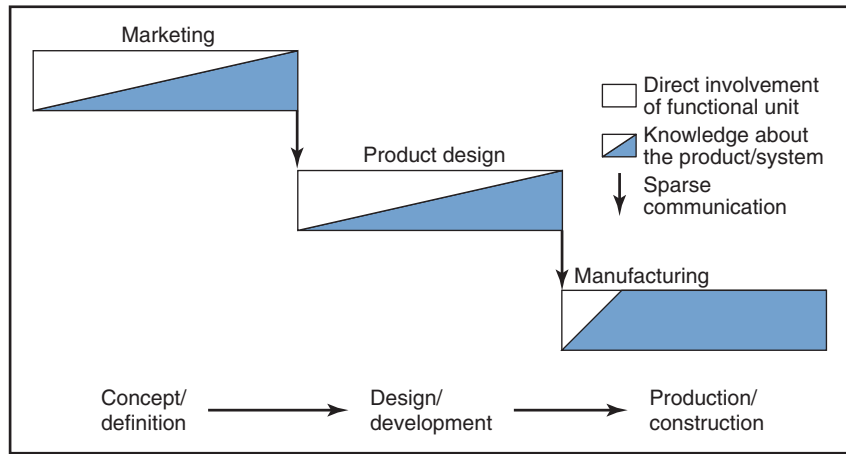 Marketing
Direct involvement
of functional unit
Knowledge about
the product/system
Sparse
communication
Product design
Manufacturing
Concept/
definition
Design/
development
Production/
construction